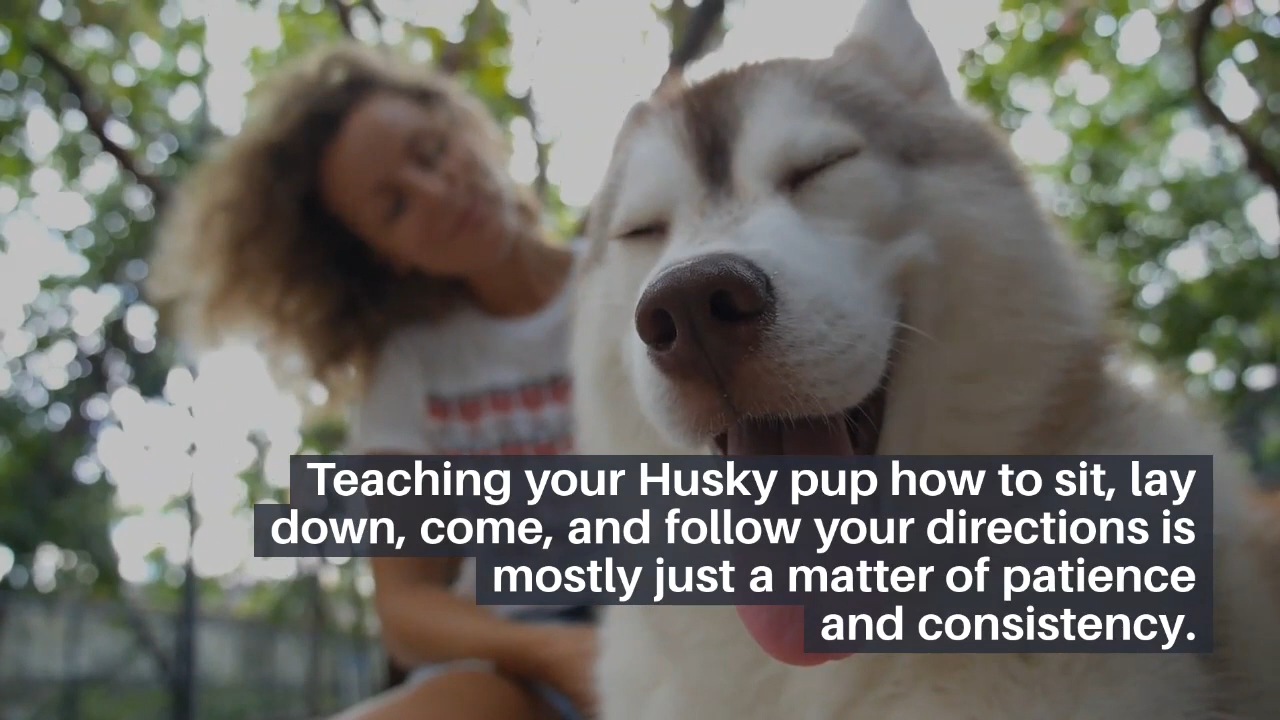 Teaching your Husky pup how to sit, lay
down, come, and follow your directions is
mostly just a matter of patience
and consistency.